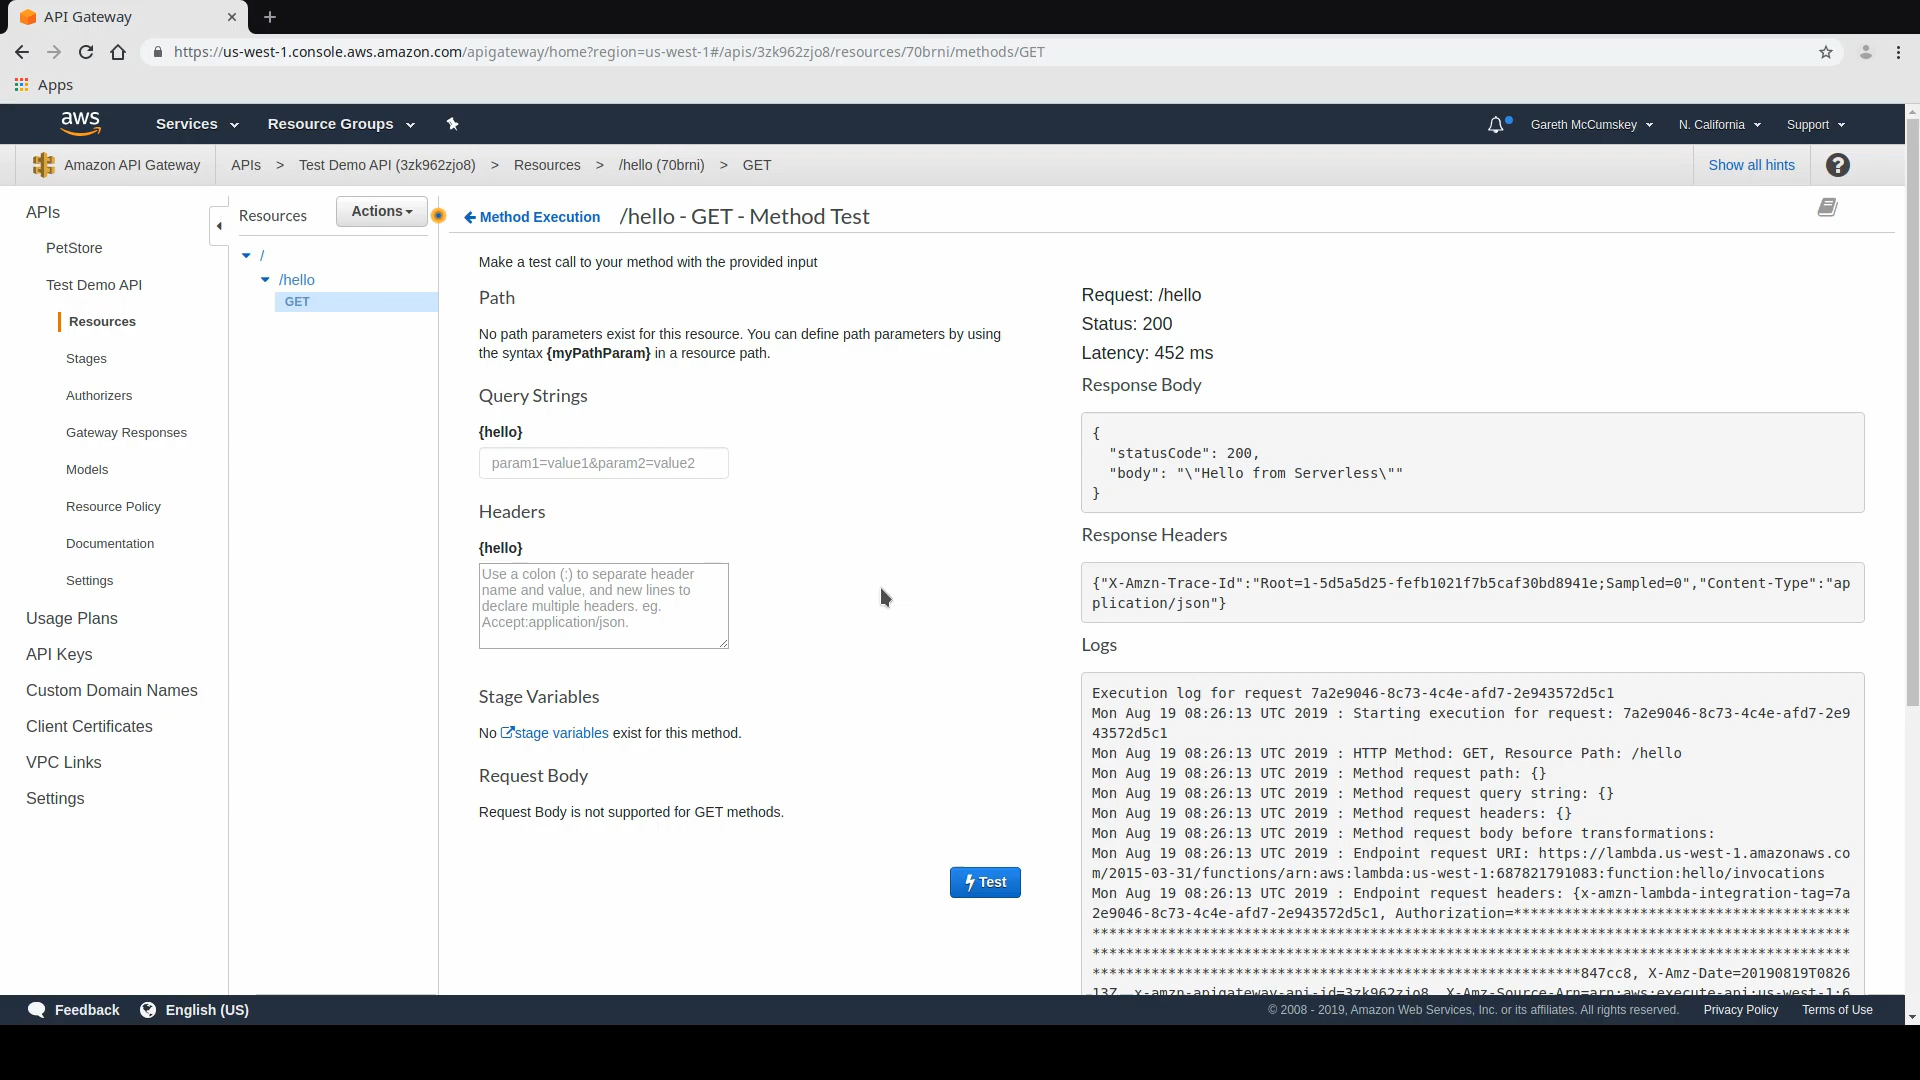 API Gateway
https://us-west-1.console.aws.amazon.com/apigateway/home?region=us-west-1#/apis/3zk962zjo8/resources/70brni/methods/GET
Apps
aws
Services
Resource Groups
Gareth McCumskey
N. California
Support
Amazon API Gateway
APIs > Test Demo API (3zk962zjo8) > Resources > /hello (70brni) > GET
Show all hints
?
APIs
PetStore
Test Demo API
Resources
Stages
Authorizers
Gateway Responses
Models
Resource Policy
Documentation
Settings
Usage Plans
API Keys
Custom Domain Names
Client Certificates
VPC Links
Settings
Resources
Actions
/
/hello
GET
Method Execution
/hello - GET - Method Test
Make a test call to your method with the provided input
Path
No path parameters exist for this resource. You can define path parameters by using
the syntax {myPathParam} in a resource path.
Query Strings
{hello}
param1=value1&param2=value2
Headers
{hello}
Use a colon (:) to separate header
name and value, and new lines to
declare multiple headers. eg.
Accept:application/json.
Stage Variables
No stage variables exist for this method.
Request Body
Request Body is not supported for GET methods.
Test
Request: /hello
Status: 200
Latency: 452 ms
Response Body
{
"statusCode": 200,
"body": "\"Hello from Serverless\""
}
Response Headers
{"X-Amzn-Trace-Id":"Root=1-5d5a5d25-fefb1021f7b5caf30bd8941e;Sampled=0","Content-Type":"ap
plication/json"}
Logs
Execution log for request 7a2e9046-8c73-4c4e-afd7-2e943572d5c1
Mon Aug 19 08:26:13 UTC 2019 : Starting execution for request: 7a2e9046-8c73-4c4e-afd7-2e9
43572d5c1
Mon Aug 19 08:26:13 UTC 2019 : HTTP Method: GET, Resource Path: /hello
Mon Aug 19 08:26:13 UTC 2019 : Method request path: {}
Mon Aug 19 08:26:13 UTC 2019 : Method request query string: {}
Mon Aug 19 08:26:13 UTC 2019 : Method request headers: {}
Mon Aug 19 08:26:13 UTC 2019 : Method request body before transformations:
Mon Aug 19 08:26:13 UTC 2019 : Endpoint request URI: https://lambda.us-west-1.amazonaws.co
m/2015-03-31/functions/arn:aws:lambda:us-west-1:687821791083:function:hello/invocations
Mon Aug 19 08:26:13 UTC 2019 : Endpoint request headers: {x-amzn-lambda-integration-tag=7a
2e9046-8c73-4c4e-afd7-2e943572d5c1, Authorization=****************************************
******************************************************************************************
******************************************************************************************
**********************************************************847cc8, X-Amz-Date=20190819T0826
13Z, x-amzn-apigateway-api-id=3zk962zjo8, X-Amz-Source-Arn=arn:aws:execute-api:us-west-1:6
Feedback
English (US)
© 2008 - 2019, Amazon Web Services, Inc. or its affiliates. All rights reserved.
Privacy Policy
Terms of Use